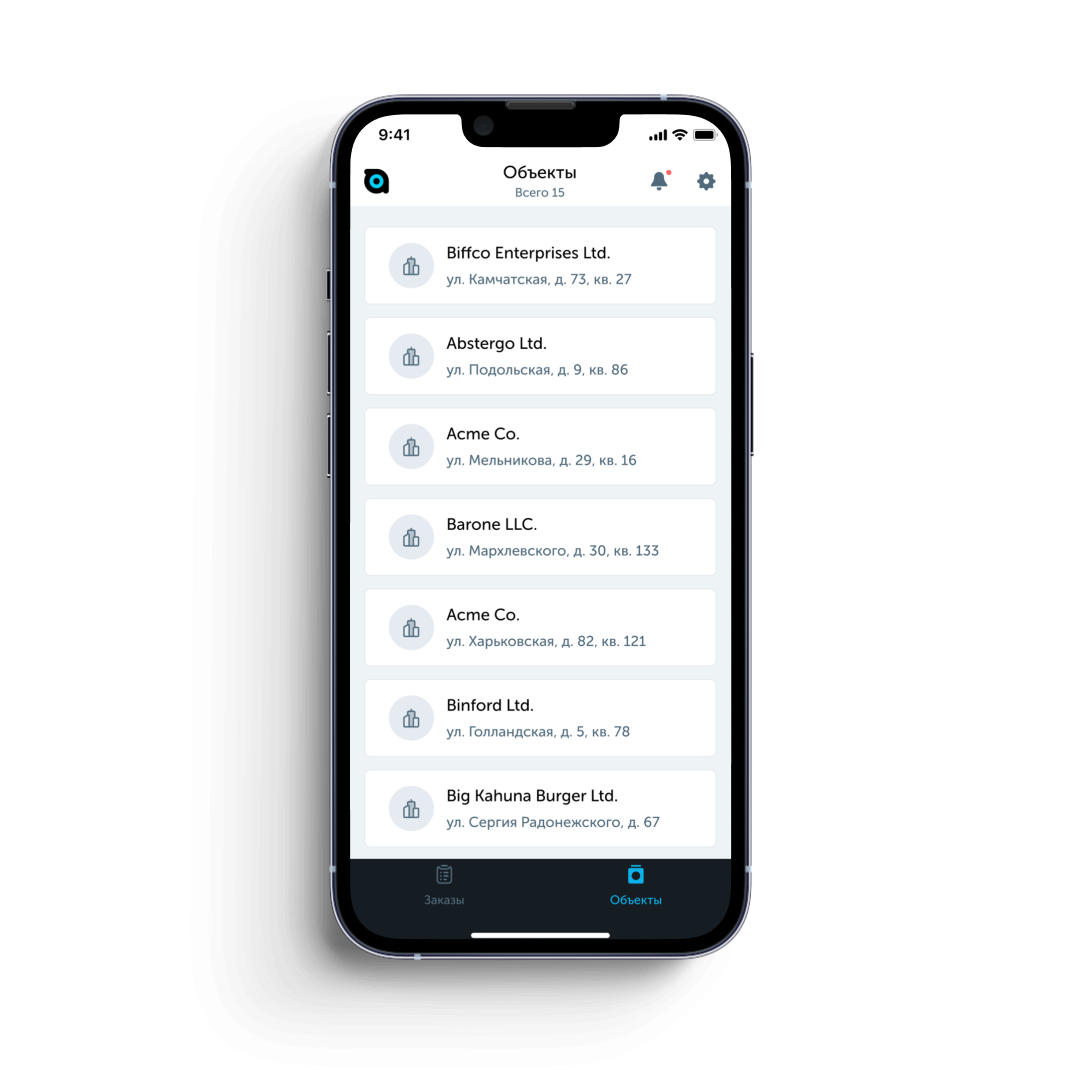 9:41
Объекты
Всего 15
Biffco Enterprises Ltd.
ул. Камчатская, д. 73, кв. 27
Abstergo Ltd.
ул. Подольская, д. 9, кв. 86
Acme Co.
ул. Мельникова, д. 29, кв. 16
Barone LLC.
ул. Мархлевского, д. 30, кв. 133
Acme Co.
ул. Харьковская, д. 82, кв. 121
Binford Ltd.
ул. Голландская, д. 5, кв. 78
Big Kahuna Burger Ltd.
ул. Сергия Радонежского, д. 67
Заказы
Объекты